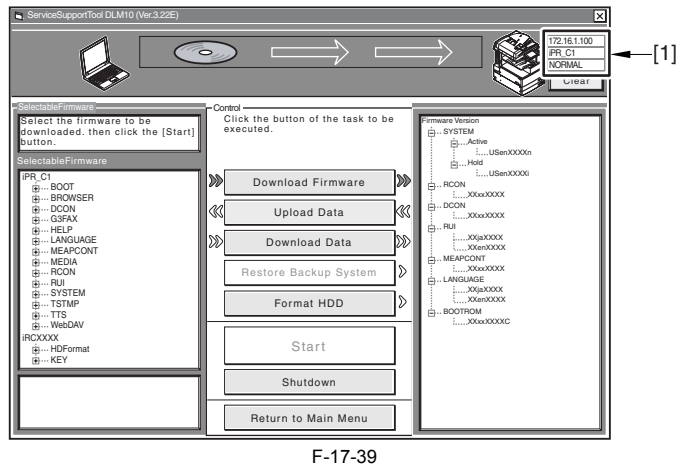 ServiceSupportTool DLM10 (Ver.3.22E)
172.16.1.100
iPR_C1
NORMAL
[1]
Clear
SelectableFirmware
Select the firmware to be
downloaded. then click the [Start]
button.
SelectableFirmware
iPR_C1
BOOT
BROWSER
DCON
G3FAX
HELP
LANGUAGE
MEAPCONT
MEDIA
RCON
RUI
SYSTEM
TSTMP
TTS
WebDAV
iRCXXXX
HDFormat
KEY
Control
Click the button of the task to be
executed.
Download Firmware
Upload Data
Download Data
Restore Backup System
Format HDD
Start
Shutdown
Return to Main Menu
Firmware Version
SYSTEM
Active
USenXXXXn
Hold
USenXXXXi
RCON
XXxxXXXX
DCON
XXxxXXXX
RUI
XXjaXXXX
XXenXXXX
MEAPCONT
XXxxXXXX
LANGUAGE
XXjaXXXX
XXenXXXX
BOOTROM
XXxxXXXXC
F-17-39